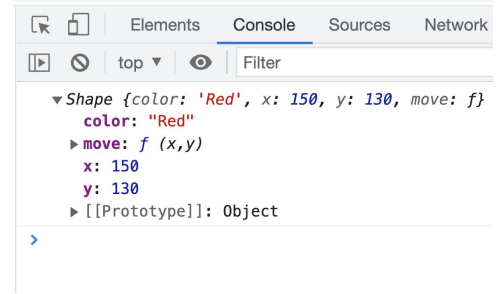 Elements Console Sources Network
top ▼ Filter
▼Shape {color: 'Red', x: 150, y: 130, move: ƒ}
color: "Red"
▶move: ƒ (x,y)
x: 150
y: 130
▶[[Prototype]]: Object
>